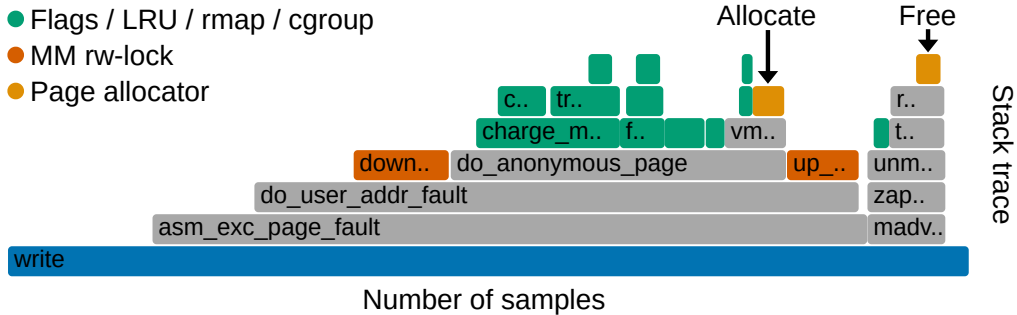 Flags / LRU / rmap / cgroup
MM rw-lock
Page allocator
Allocate
Free
c..
tr..
r..
charge_m..
f..
vm..
t..
down..
do_anonymous_page
up_..
unm..
do_user_addr_fault
zap..
asm_exc_page_fault
madv..
write
Number of samples
Stack trace